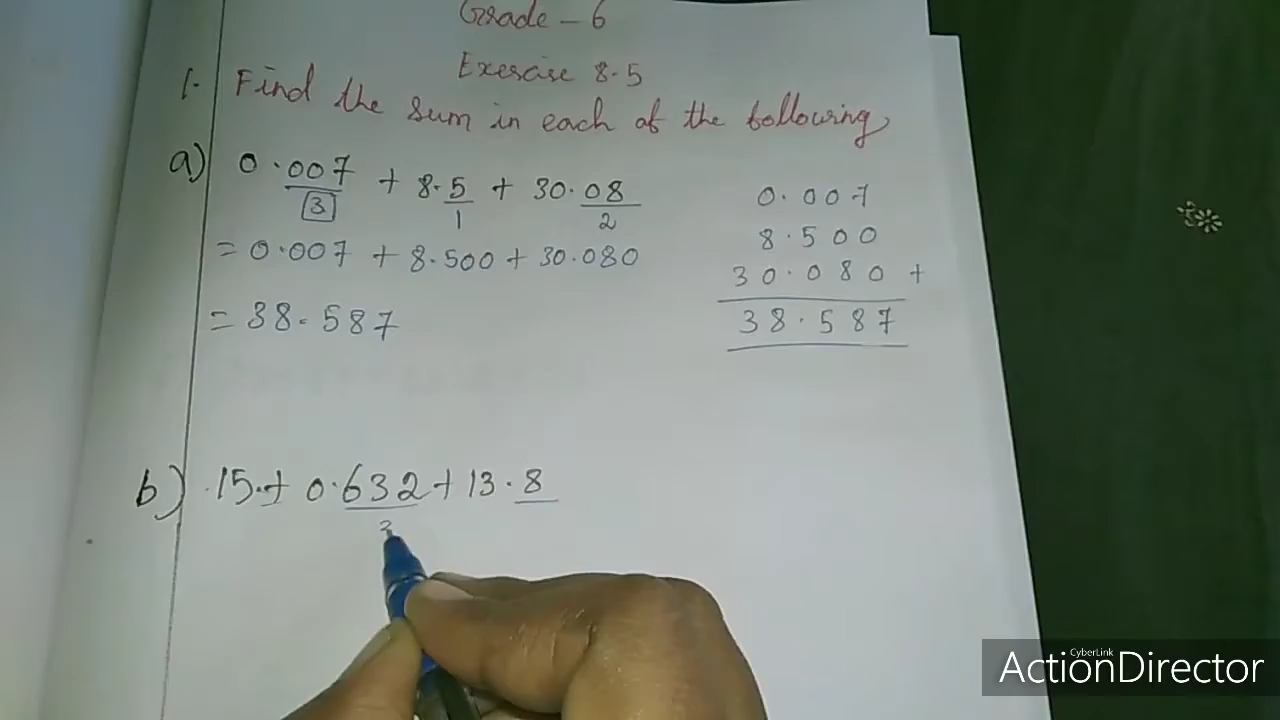 Grade - 6
Exercise 8.5
1. Find the sum in each of the following
a) 0.007 + 8.5 + 30.08
3 1 2
= 0.007 + 8.500 + 30.080
= 38.587
0.007
8.500
30.080 +
38.587
b) 15.+ 0.632 + 13.8
CyberLink
ActionDirector